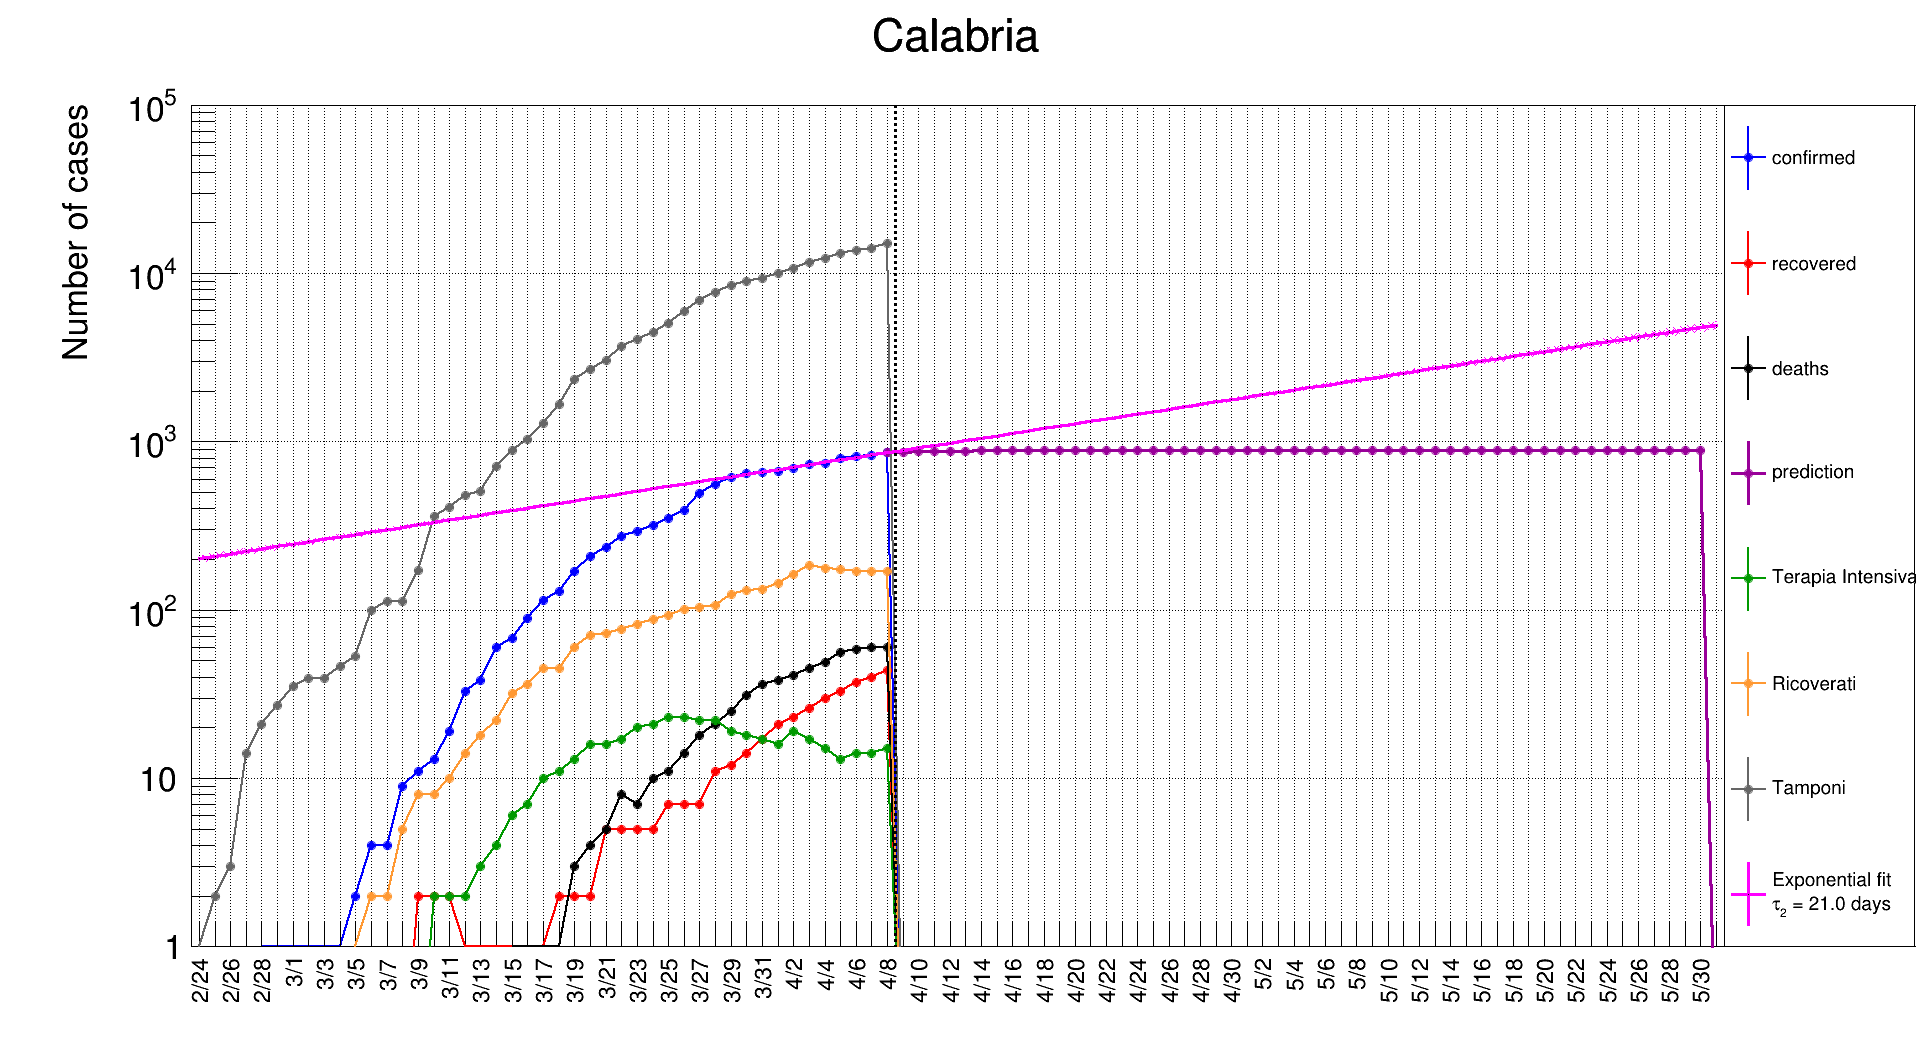 Calabria
Number of cases
10^5
10^4
10^3
10^2
10
1
2/24 2/26 2/28 3/1 3/3 3/5 3/7 3/9 3/11 3/13 3/15 3/17 3/19 3/21 3/23 3/25 3/27 3/29 3/31 4/2 4/4 4/6 4/8 4/10 4/12 4/14 4/16 4/18 4/20 4/22 4/24 4/26 4/28 4/30 5/2 5/4 5/6 5/8 5/10 5/12 5/14 5/16 5/18 5/20 5/22 5/24 5/26 5/28 5/30
confirmed
recovered
deaths
prediction
Terapia Intensiva
Ricoverati
Tamponi
Exponential fit
τ_2 = 21.0 days